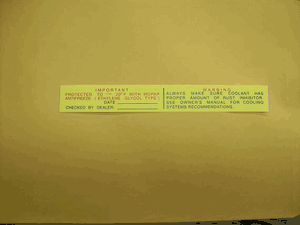 IMPORTANT
PROTECTED TO — 20°F WITH MOPAR
ANTIFREEZE (ETHYLENE GLYCOL TYPE)
DATE
CHECKED BY DEALER
WARNING
ALWAYS MAKE SURE COOLANT HAS
PROPER AMOUNT OF RUST INHIBITOR.
SEE OWNER'S MANUAL FOR COOLING
SYSTEMS RECOMMENDATIONS.